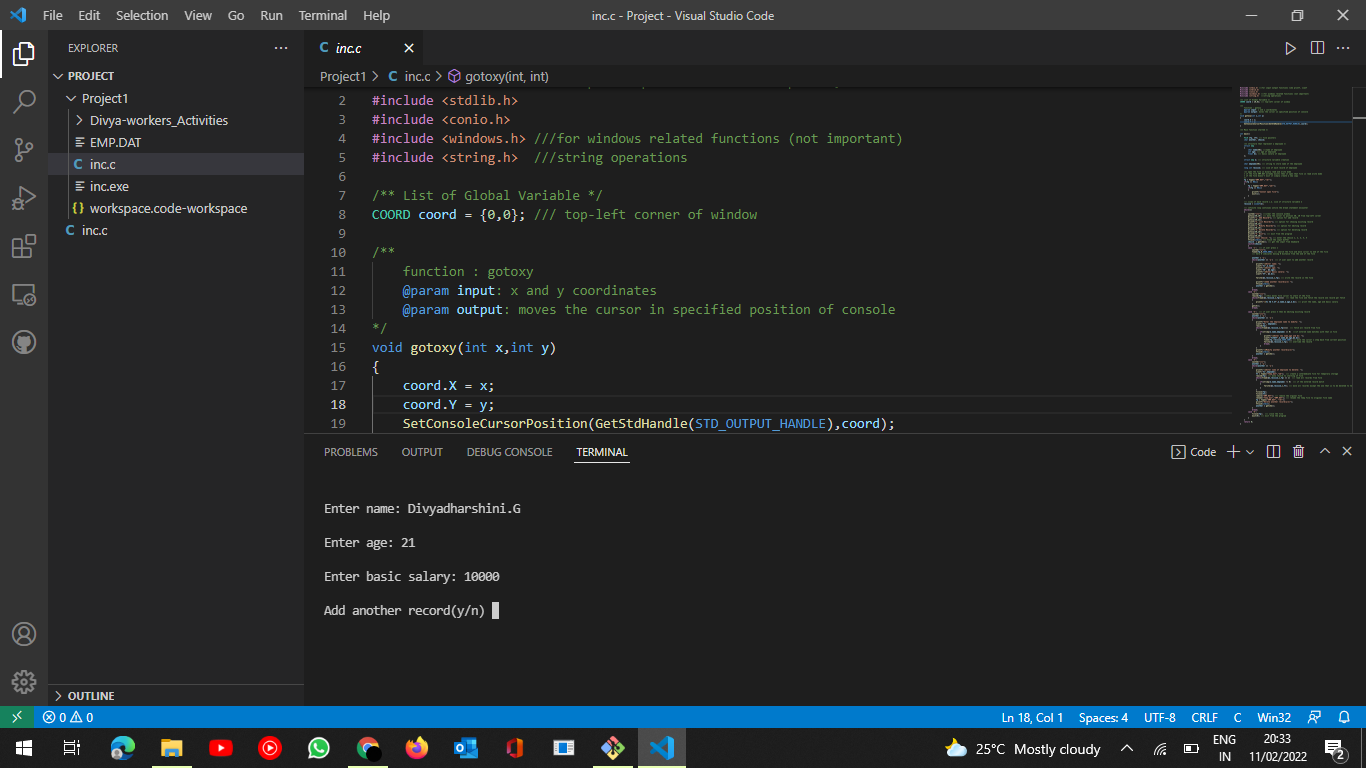 File Edit Selection View Go Run Terminal Help
inc.c - Project - Visual Studio Code
EXPLORER
PROJECT
Project1
Divya-workers_Activities
EMP.DAT
inc.c
inc.exe
workspace.code-workspace
inc.c
OUTLINE
inc.c
Project1 > inc.c > gotoxy(int, int)
2 #include <stdlib.h>
3 #include <conio.h>
4 #include <windows.h> ///for windows related functions (not important)
5 #include <string.h>  ///string operations
6
7 /** List of Global Variable */
8 COORD coord = {0,0}; /// top-left corner of window
9
10 /**
11     function : gotoxy
12     @param input: x and y coordinates
13     @param output: moves the cursor in specified position of console
14 */
15 void gotoxy(int x,int y)
16 {
17     coord.X = x;
18     coord.Y = y;
19     SetConsoleCursorPosition(GetStdHandle(STD_OUTPUT_HANDLE),coord);
PROBLEMS OUTPUT DEBUG CONSOLE TERMINAL
Code
Enter name: Divyadharshini.G
Enter age: 21
Enter basic salary: 10000
Add another record(y/n)
0 0
Ln 18, Col 1 Spaces: 4 UTF-8 CRLF C Win32
25°C Mostly cloudy
ENG
IN
20:33
11/02/2022
2